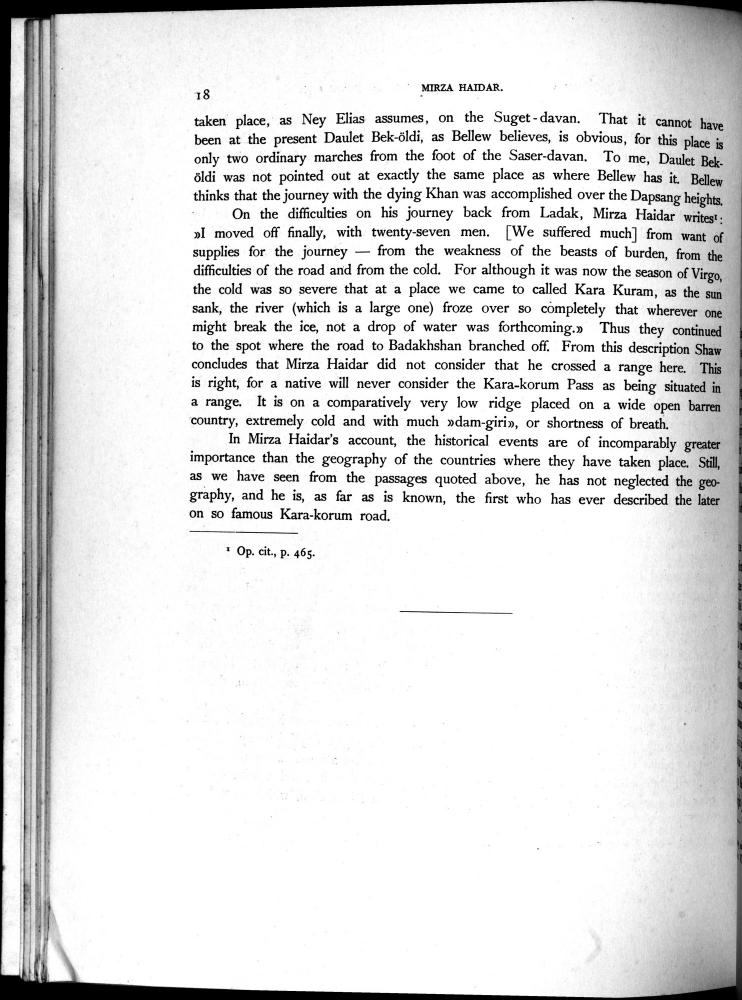 18
MIRZA HAIDAR.
taken place, as Ney Elias assumes, on the Suget-davan. That it cannot have
been at the present Daulet Bek-öldi, as Bellew believes, is obvious, for this place is
only two ordinary marches from the foot of the Saser-davan. To me, Daulet Bek-
öldi was not pointed out at exactly the same place as where Bellew has it. Bellew
thinks that the journey with the dying Khan was accomplished over the Dapsang heights.
On the difficulties on his journey back from Ladak, Mirza Haidar writes¹:
»I moved off finally, with twenty-seven men. [We suffered much] from want of
supplies for the journey — from the weakness of the beasts of burden, from the
difficulties of the road and from the cold. For although it was now the season of Virgo,
the cold was so severe that at a place we came to called Kara Kuram, as the sun
sank, the river (which is a large one) froze over so completely that wherever one
might break the ice, not a drop of water was forthcoming.» Thus they continued
to the spot where the road to Badakhshan branched off. From this description Shaw
concludes that Mirza Haidar did not consider that he crossed a range here. This
is right, for a native will never consider the Kara-korum Pass as being situated in
a range. It is on a comparatively very low ridge placed on a wide open barren
country, extremely cold and with much »dam-giri», or shortness of breath.
In Mirza Haidar's account, the historical events are of incomparably greater
importance than the geography of the countries where they have taken place. Still,
as we have seen from the passages quoted above, he has not neglected the geo-
graphy, and he is, as far as is known, the first who has ever described the later
on so famous Kara-korum road.
¹ Op. cit., p. 465.